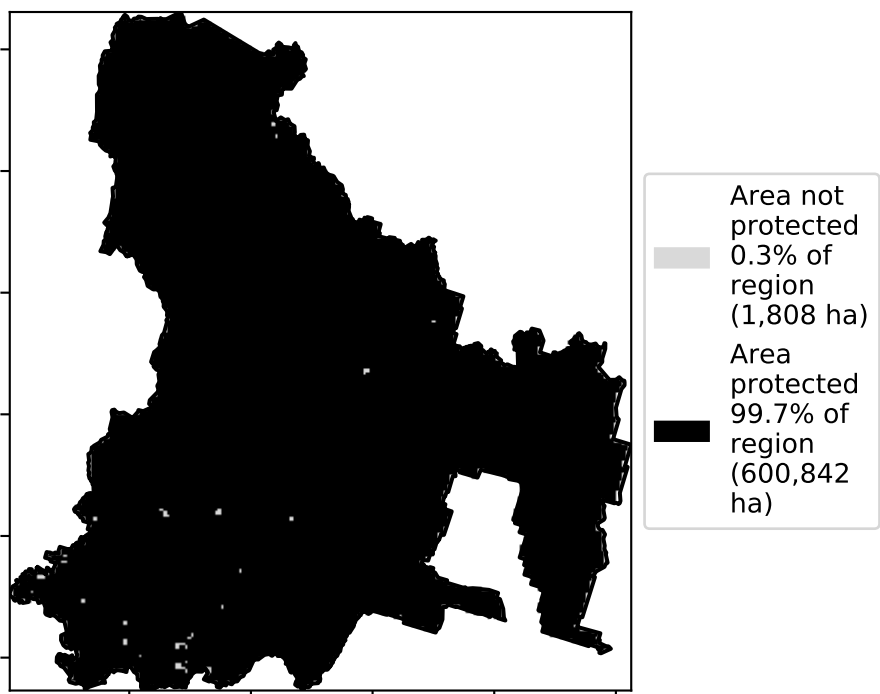 Area not
protected
0.3% of
region
(1,808 ha)
Area
protected
99.7% of
region
(600,842
ha)